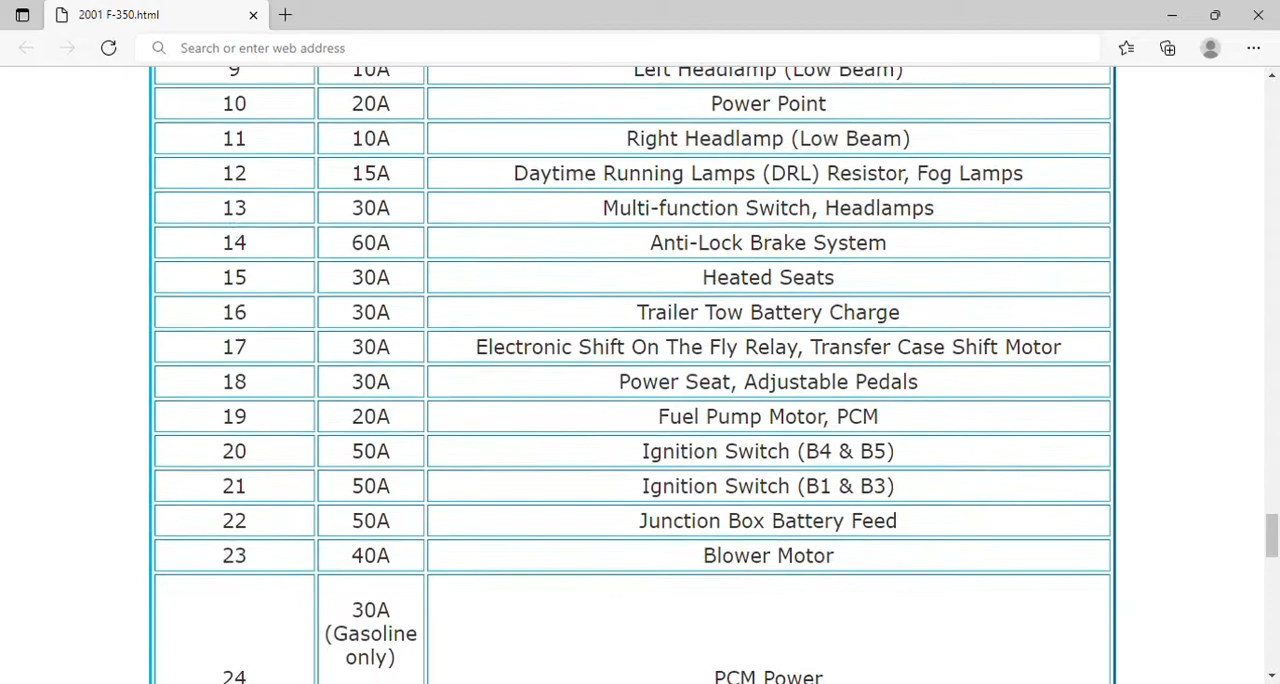 2001 F-350.html
Search or enter web address
9 10A Left Headlamp (Low Beam)
10 20A Power Point
11 10A Right Headlamp (Low Beam)
12 15A Daytime Running Lamps (DRL) Resistor, Fog Lamps
13 30A Multi-function Switch, Headlamps
14 60A Anti-Lock Brake System
15 30A Heated Seats
16 30A Trailer Tow Battery Charge
17 30A Electronic Shift On The Fly Relay, Transfer Case Shift Motor
18 30A Power Seat, Adjustable Pedals
19 20A Fuel Pump Motor, PCM
20 50A Ignition Switch (B4 & B5)
21 50A Ignition Switch (B1 & B3)
22 50A Junction Box Battery Feed
23 40A Blower Motor
30A
(Gasoline
only)
24 PCM Power